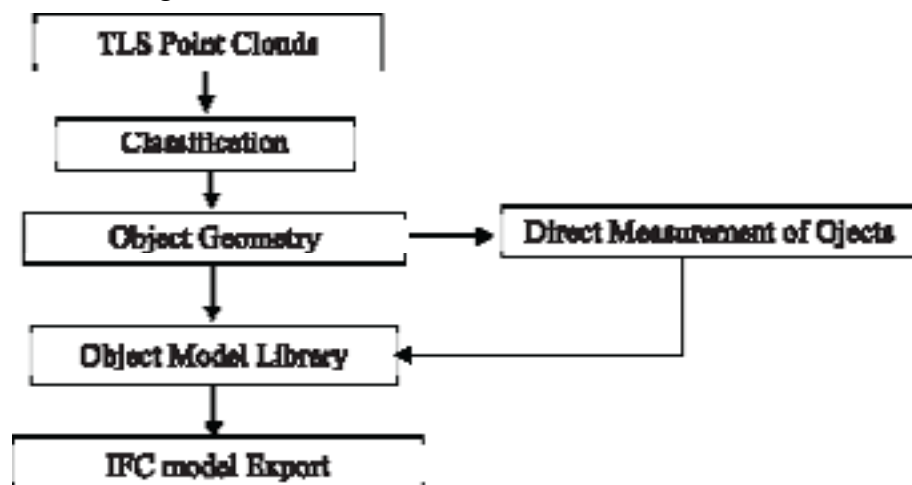 TLS Point Clouds
Classification
Object Geometry
Direct Measurement of Ojects
Object Model Library
IFC model Export